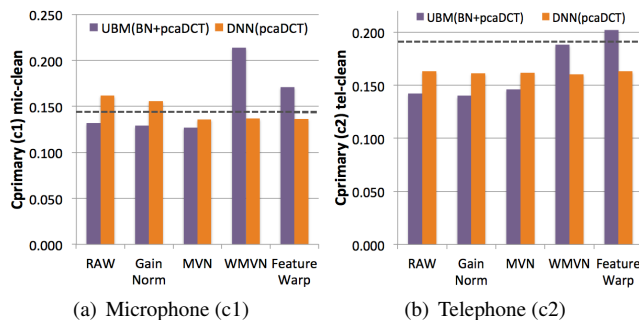 UBM(BN+pcaDCT) DNN(pcaDCT)
Cprimary (c1) mic-clean
0.250
0.200
0.150
0.100
0.050
0.000
RAW Gain Norm MVN WMVN Feature Warp
(a) Microphone (c1)
UBM(BN+pcaDCT) DNN(pcaDCT)
Cprimary (c2) tel-clean
0.200
0.150
0.100
0.050
0.000
RAW Gain Norm MVN WMVN Feature Warp
(b) Telephone (c2)